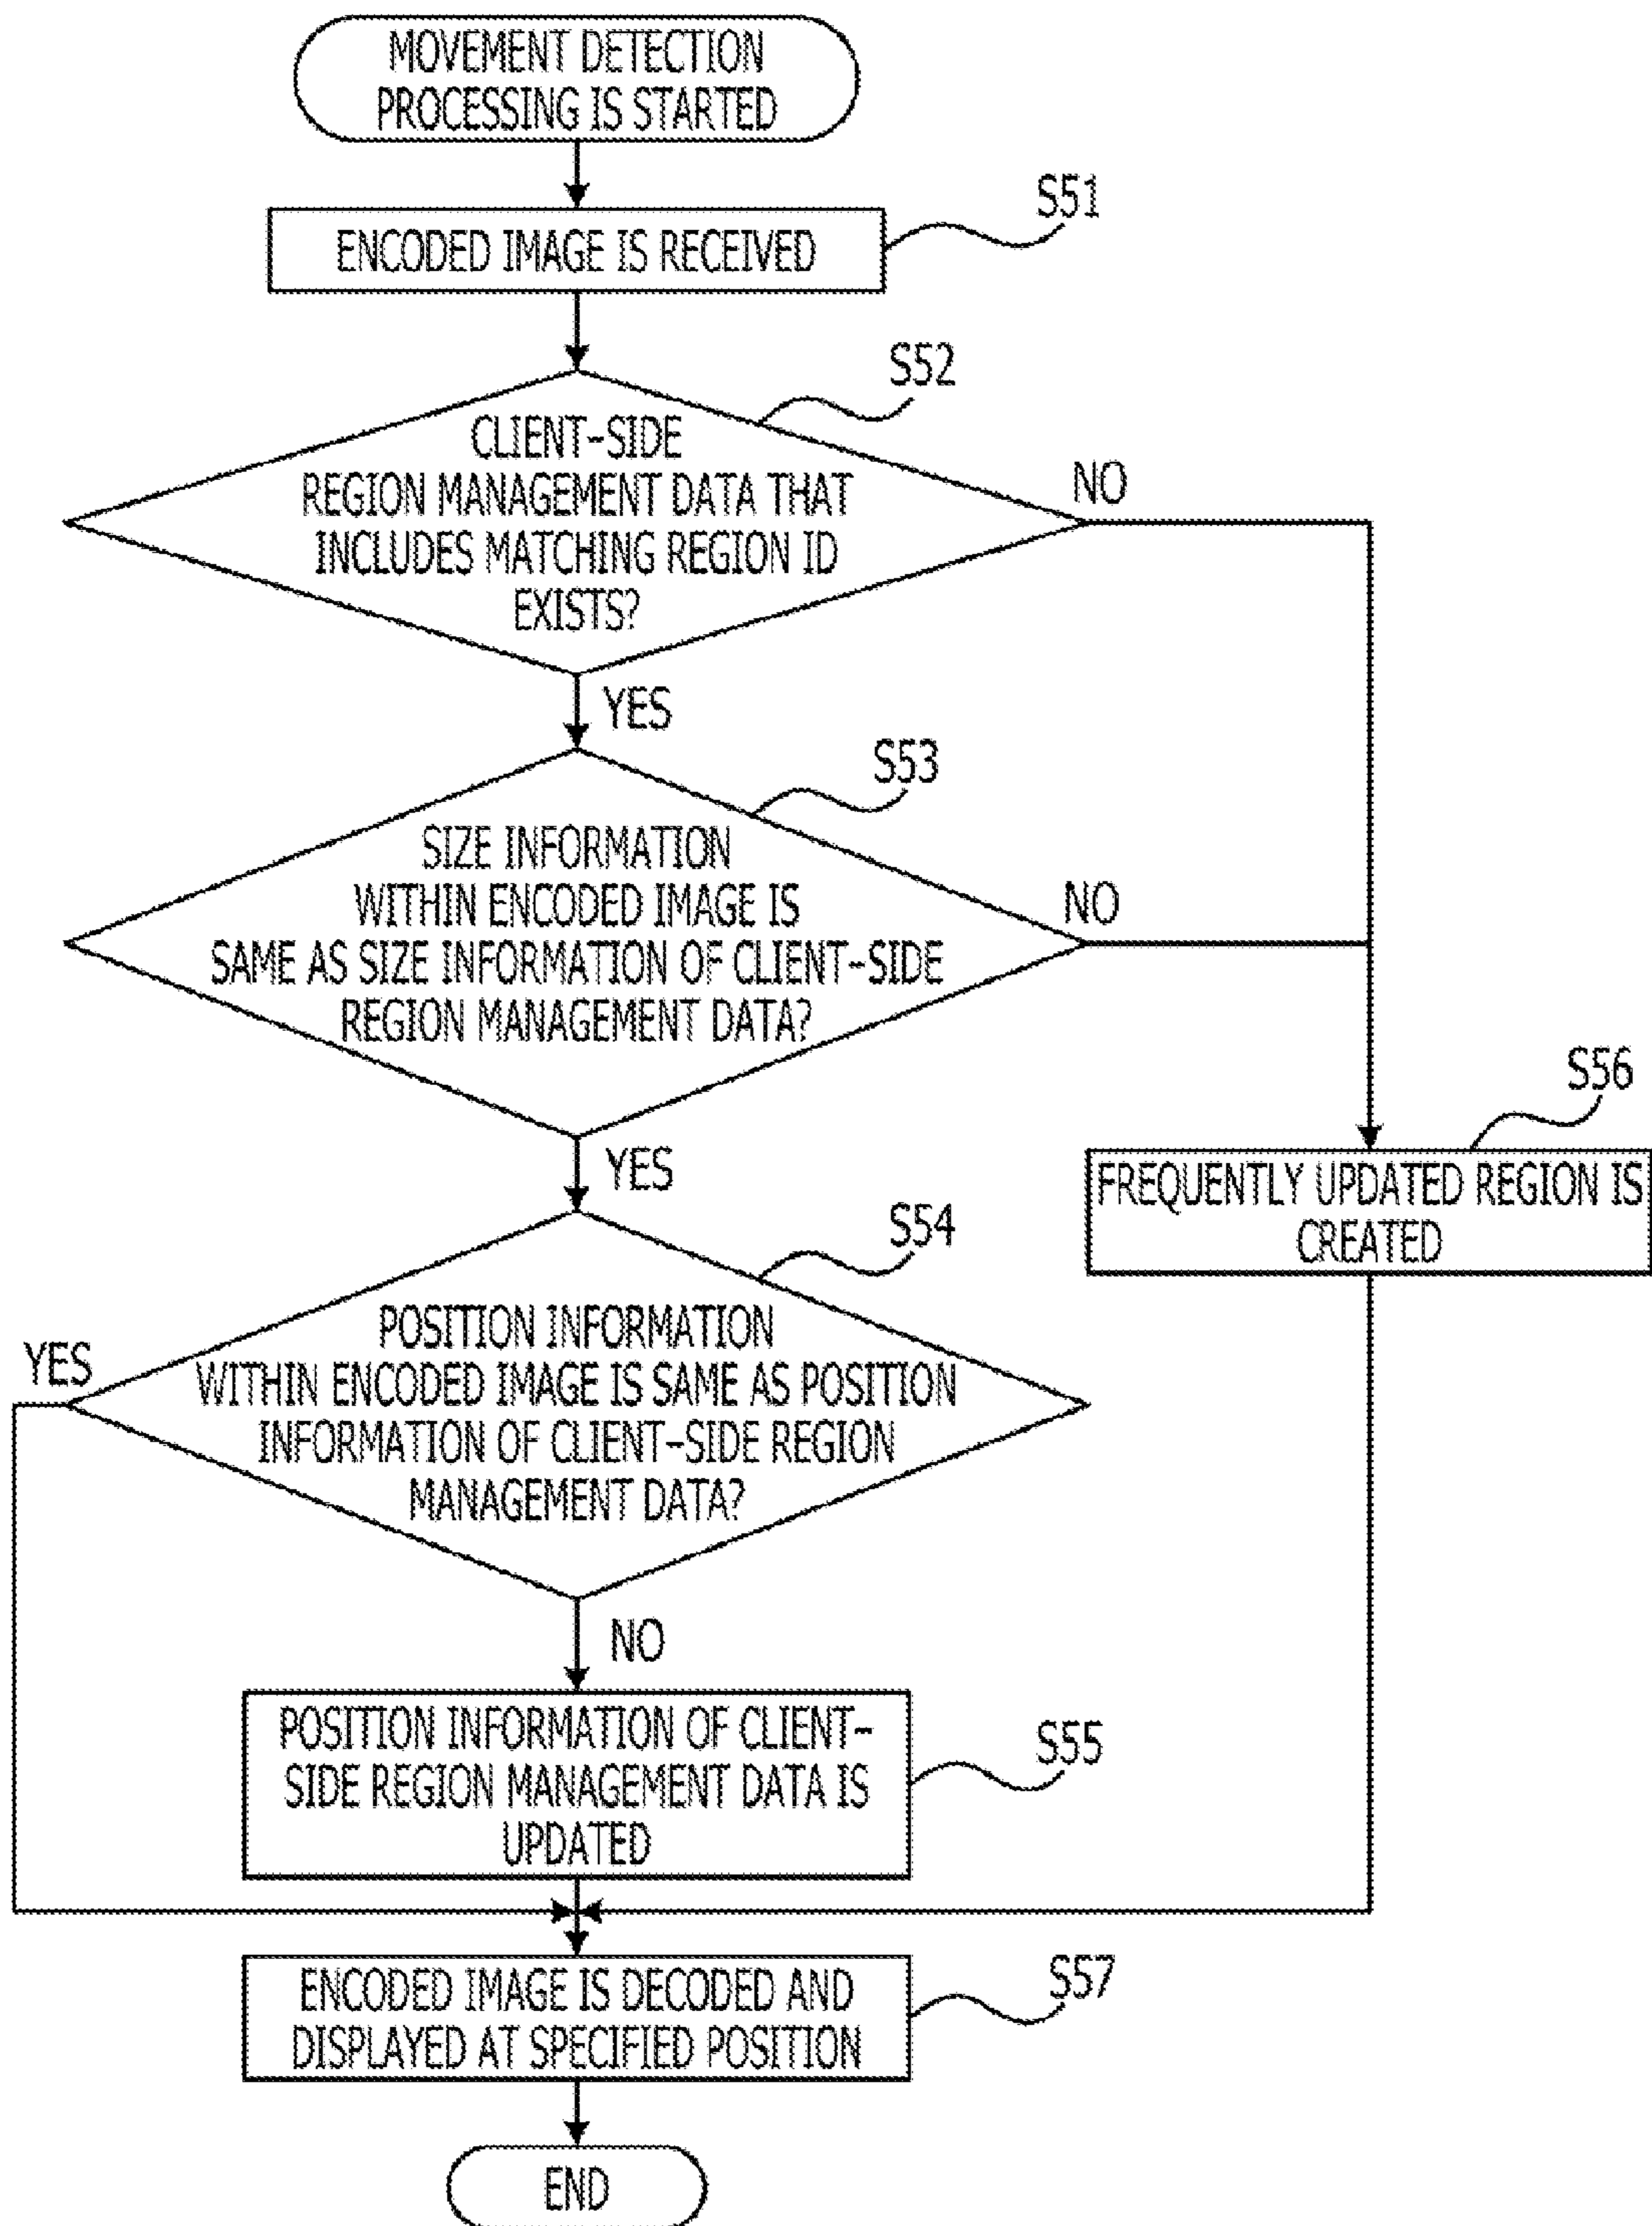 MOVEMENT DETECTION
PROCESSING IS STARTED
S51
ENCODED IMAGE IS RECEIVED
S52
CLIENT-SIDE
REGION MANAGEMENT DATA THAT
INCLUDES MATCHING REGION ID
EXISTS?
NO
YES
S53
SIZE INFORMATION
WITHIN ENCODED IMAGE IS
SAME AS SIZE INFORMATION OF CLIENT-SIDE
REGION MANAGEMENT DATA?
NO
YES
S56
FREQUENTLY UPDATED REGION IS
CREATED
S54
POSITION INFORMATION
WITHIN ENCODED IMAGE IS SAME AS POSITION
INFORMATION OF CLIENT-SIDE REGION
MANAGEMENT DATA?
YES
NO
S55
POSITION INFORMATION OF CLIENT-
SIDE REGION MANAGEMENT DATA IS
UPDATED
S57
ENCODED IMAGE IS DECODED AND
DISPLAYED AT SPECIFIED POSITION
END